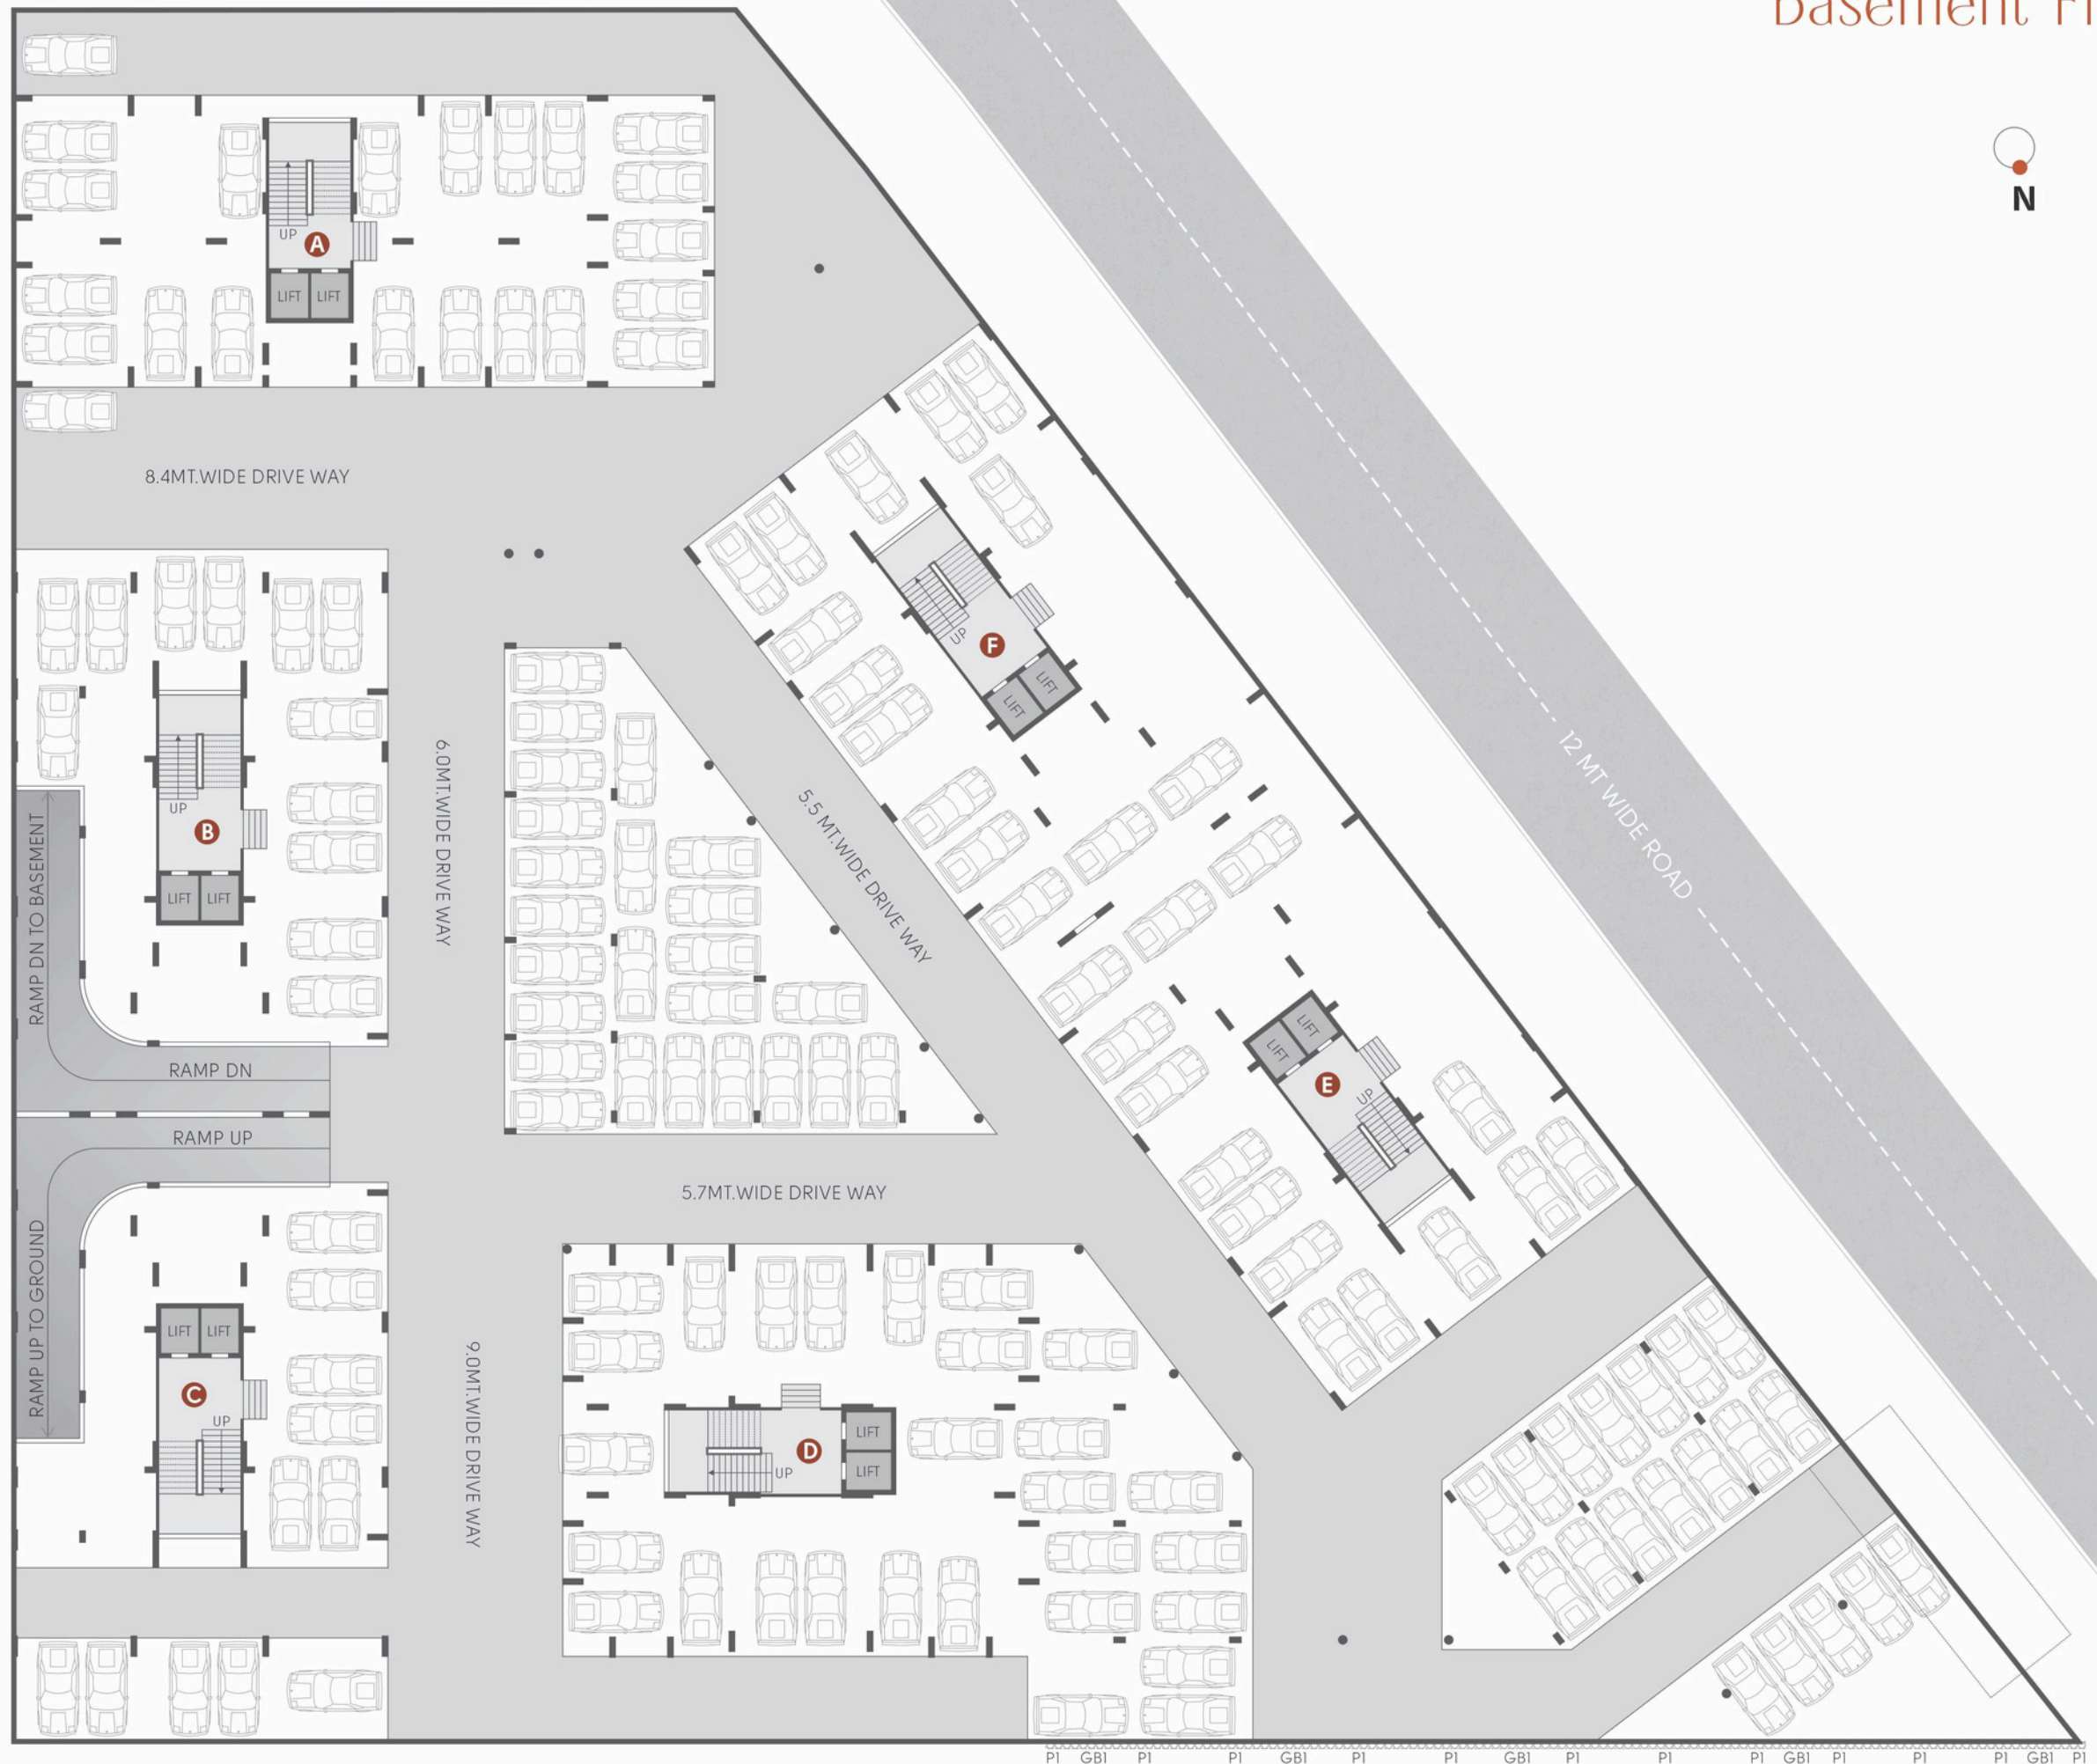 Basement Fl
N
UP
A
LIFT LIFT
8.4MT.WIDE DRIVE WAY
F
UP
LIFT LIFT
12 MT WIDE ROAD
6.0MT.WIDE DRIVE WAY
5.5 MT.WIDE DRIVE WAY
UP
B
LIFT LIFT
RAMP DN TO BASEMENT
RAMP DN
RAMP UP
RAMP UP TO GROUND
LIFT LIFT
E
UP
5.7MT.WIDE DRIVE WAY
LIFT LIFT
C
UP
9.0MT.WIDE DRIVE WAY
D
UP
LIFT
LIFT
P1 GB1 P1 P1 GB1 P1 P1 GB1 P1 P1 P1 GB1 P1 P1 P1 GB1 P1